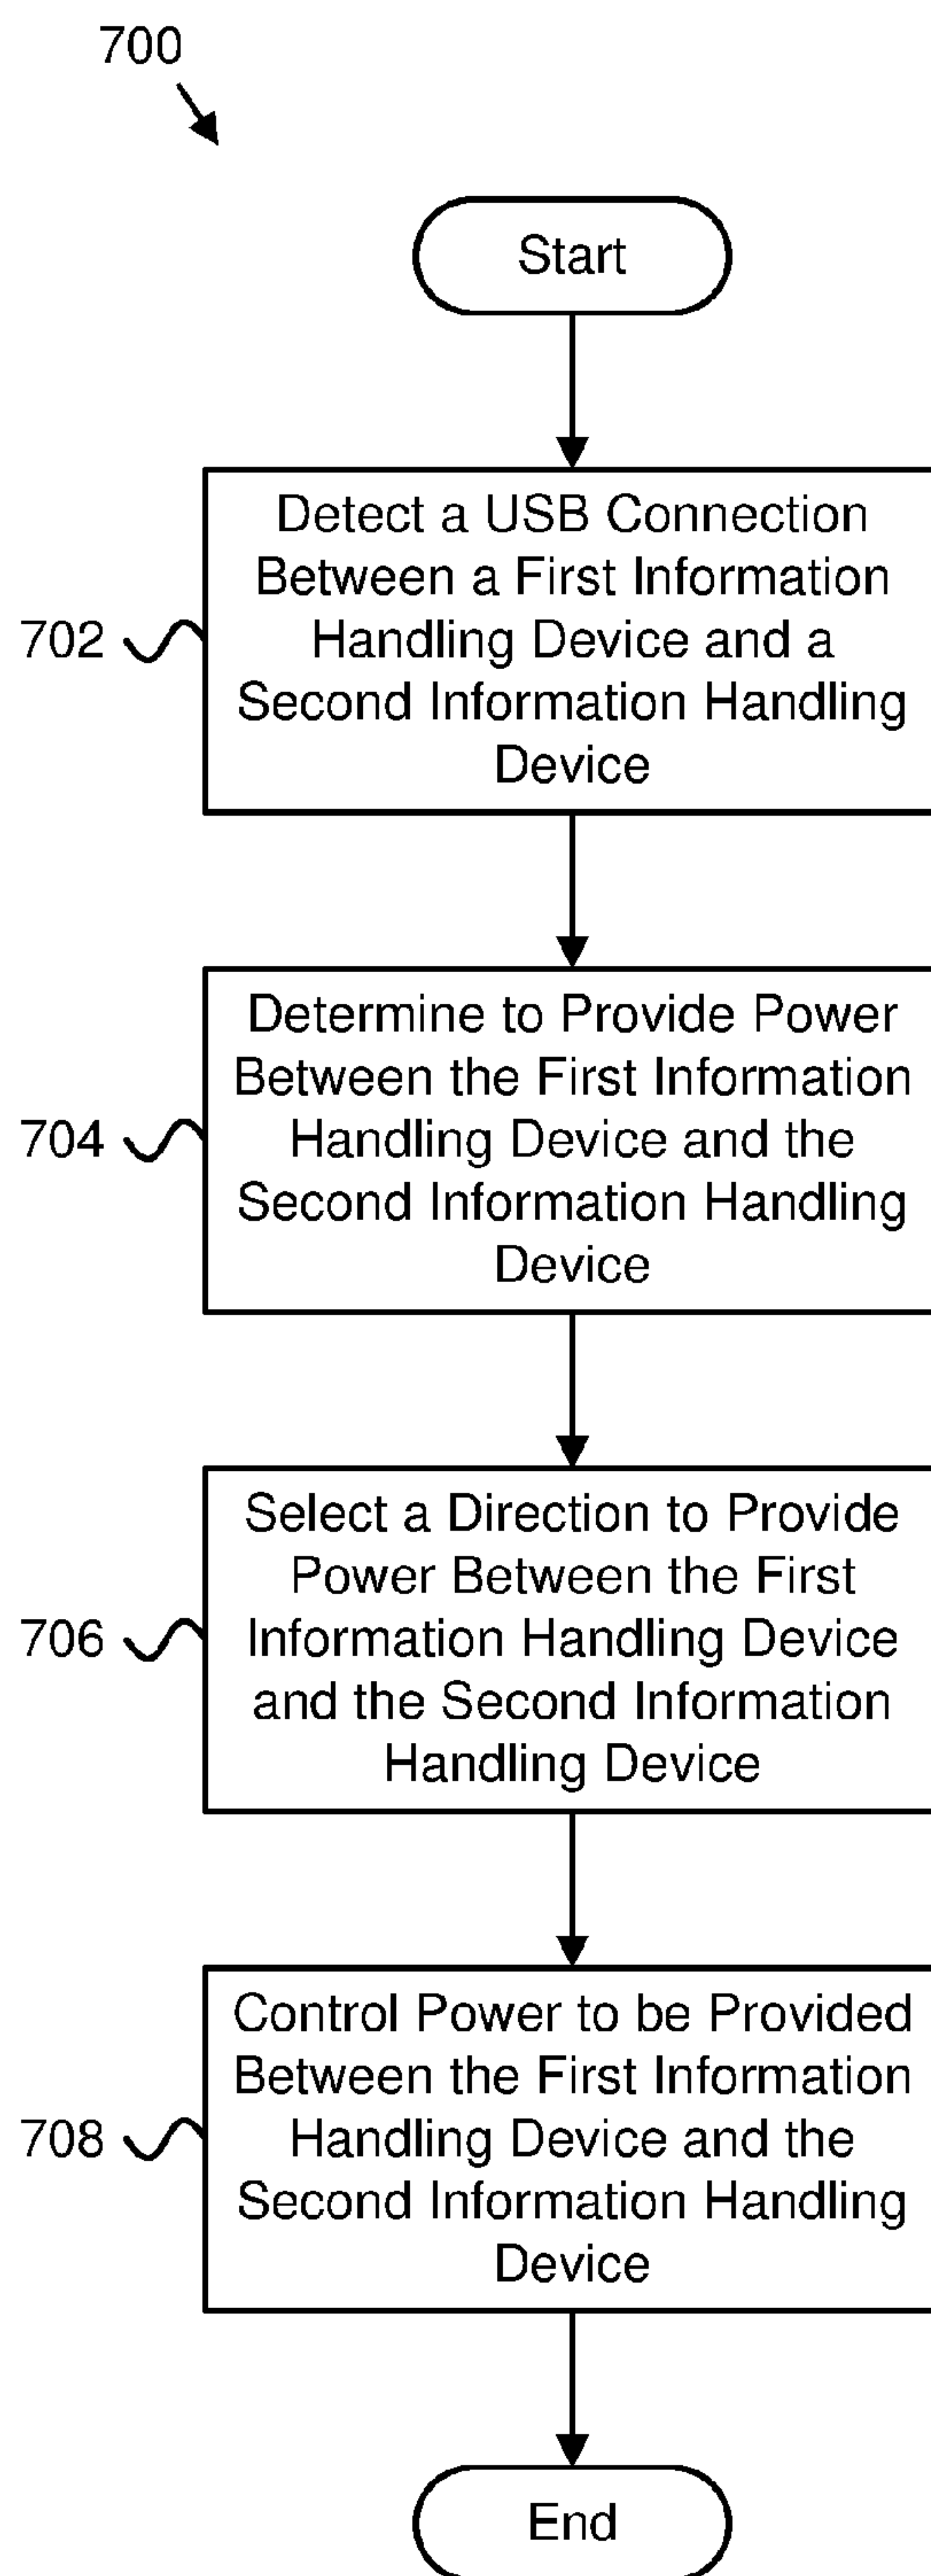 700
Start
Detect a USB Connection
Between a First Information
Handling Device and a
Second Information Handling
Device
702
Determine to Provide Power
Between the First Information
Handling Device and the
Second Information Handling
Device
704
Select a Direction to Provide
Power Between the First
Information Handling Device
and the Second Information
Handling Device
706
Control Power to be Provided
Between the First Information
Handling Device and the
Second Information Handling
Device
708
End